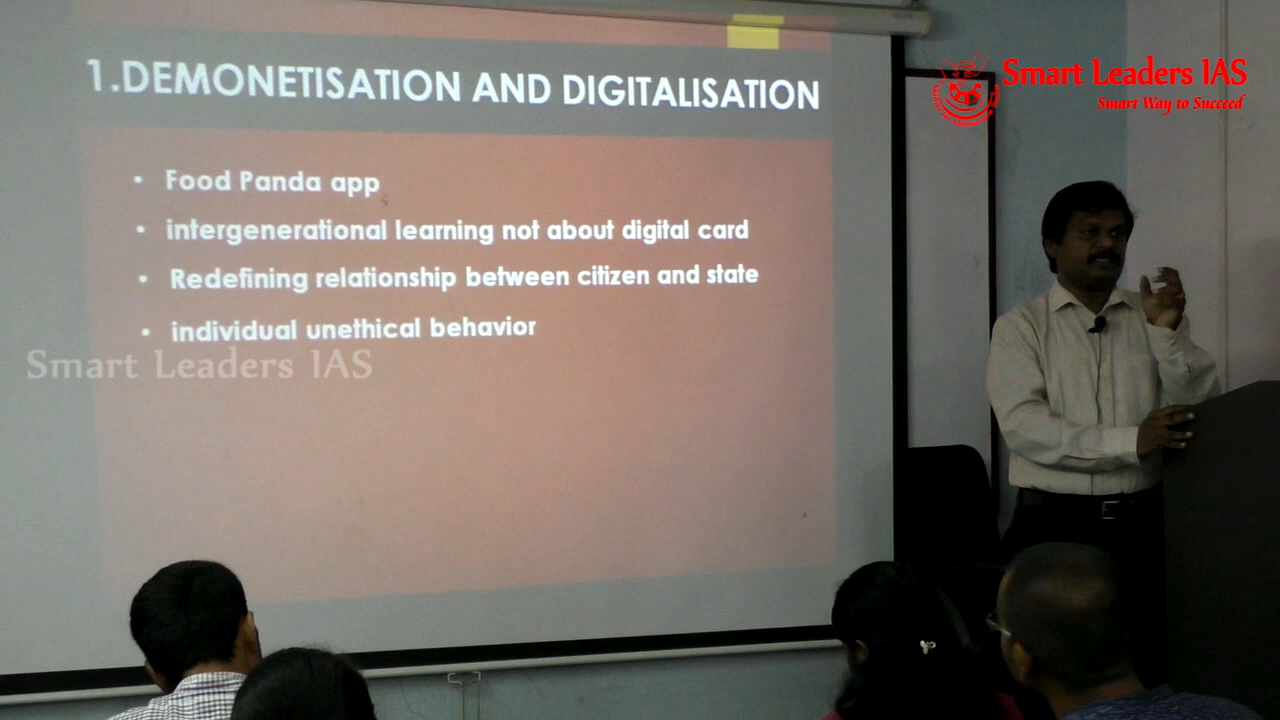 1.DEMONETISATION AND DIGITALISATION
• Food Panda app
• intergenerational learning not about digital card
• Redefining relationship between citizen and state
• individual unethical behavior
Smart Leaders IAS
Smart Leaders IAS
Smart Way to Succeed